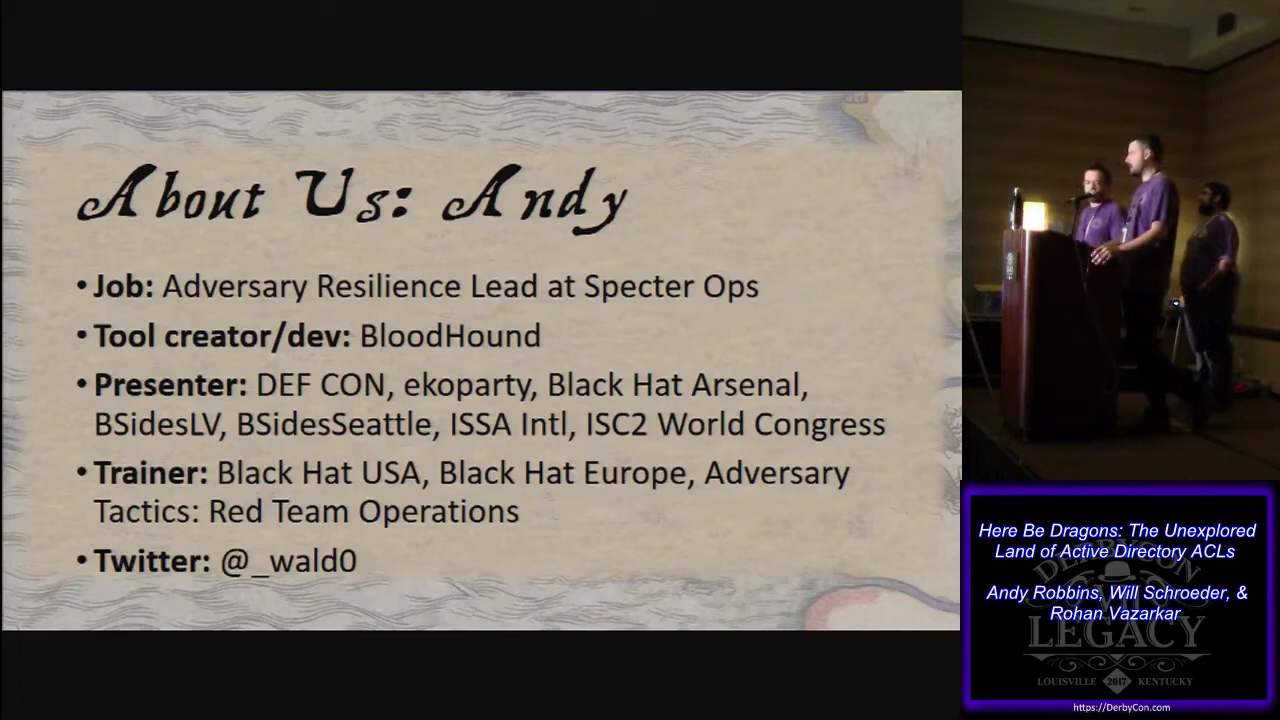 About Us: Andy
• Job: Adversary Resilience Lead at Specter Ops
• Tool creator/dev: BloodHound
• Presenter: DEF CON, ekoparty, Black Hat Arsenal,
BSidesLV, BSidesSeattle, ISSA Intl, ISC2 World Congress
• Trainer: Black Hat USA, Black Hat Europe, Adversary
Tactics: Red Team Operations
• Twitter: @_wald0
Here Be Dragons: The Unexplored
Land of Active Directory ACLs
Andy Robbins, Will Schroeder, &
Rohan Vazarkar
DERBYCON
LEGACY
LOUISVILLE 2017 KENTUCKY
https://DerbyCon.com